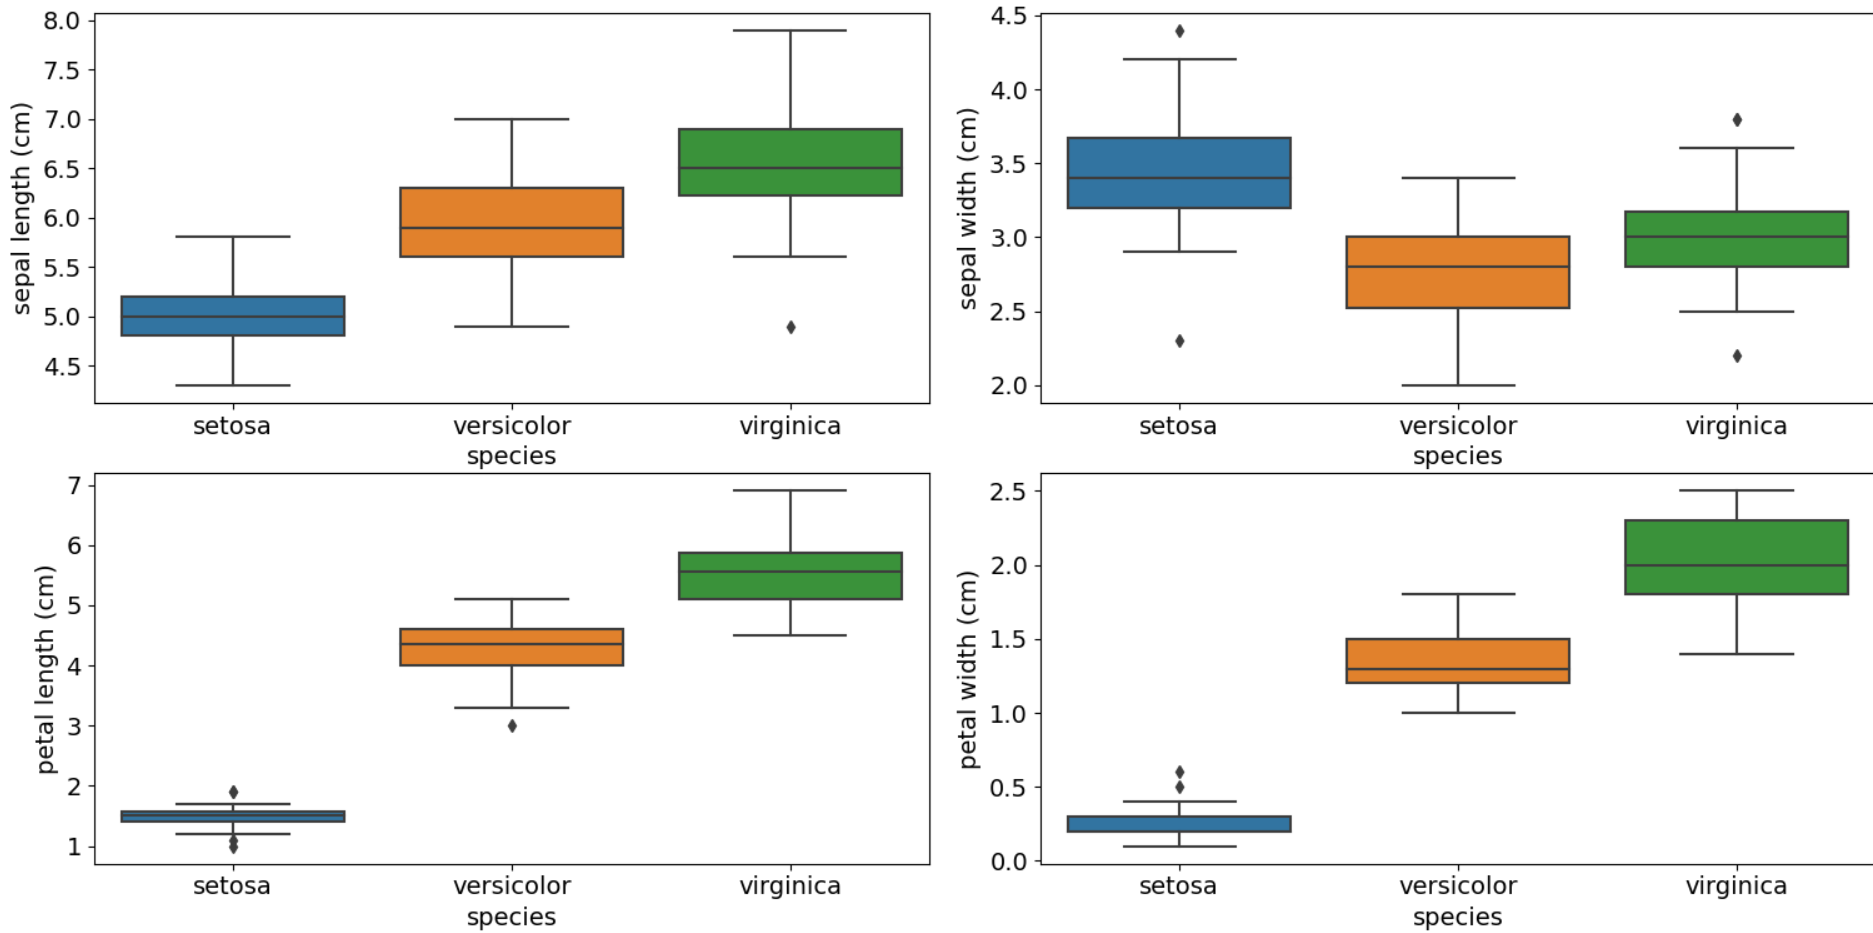 sepal length (cm)
8.0
7.5
7.0
6.5
6.0
5.5
5.0
4.5
setosa
versicolor
virginica
species
sepal width (cm)
4.5
4.0
3.5
3.0
2.5
2.0
setosa
versicolor
virginica
species
petal length (cm)
7
6
5
4
3
2
1
setosa
versicolor
virginica
species
petal width (cm)
2.5
2.0
1.5
1.0
0.5
0.0
setosa
versicolor
virginica
species